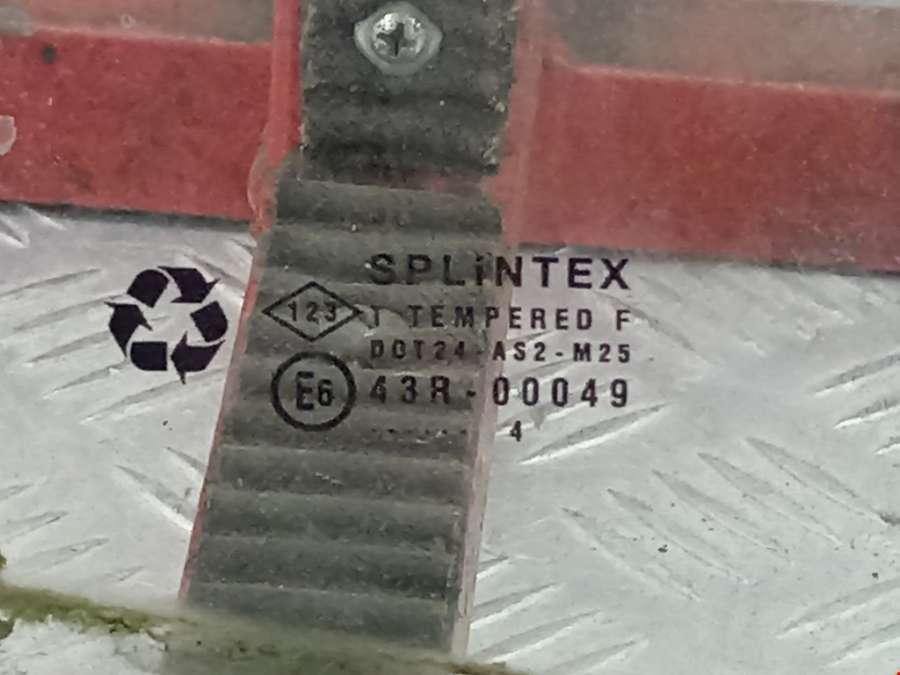 SPLiNTEX
123 T TEMPERED F
DOT24-AS2-M25
E6 43R-00049
...... 4